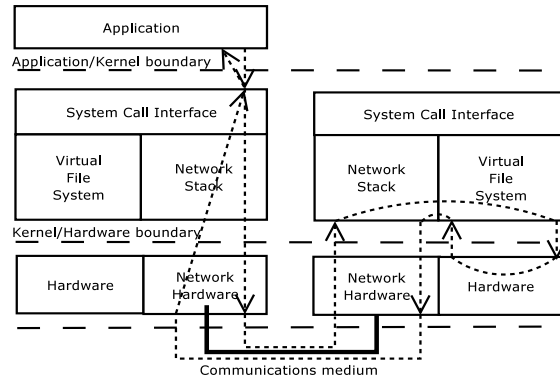 Application
Application/Kernel boundary
System Call Interface
System Call Interface
Virtual
File
System
Network
Stack
Network
Stack
Virtual
File
System
Kernel/Hardware boundary
Hardware
Network
Hardware
Network
Hardware
Hardware
Communications medium